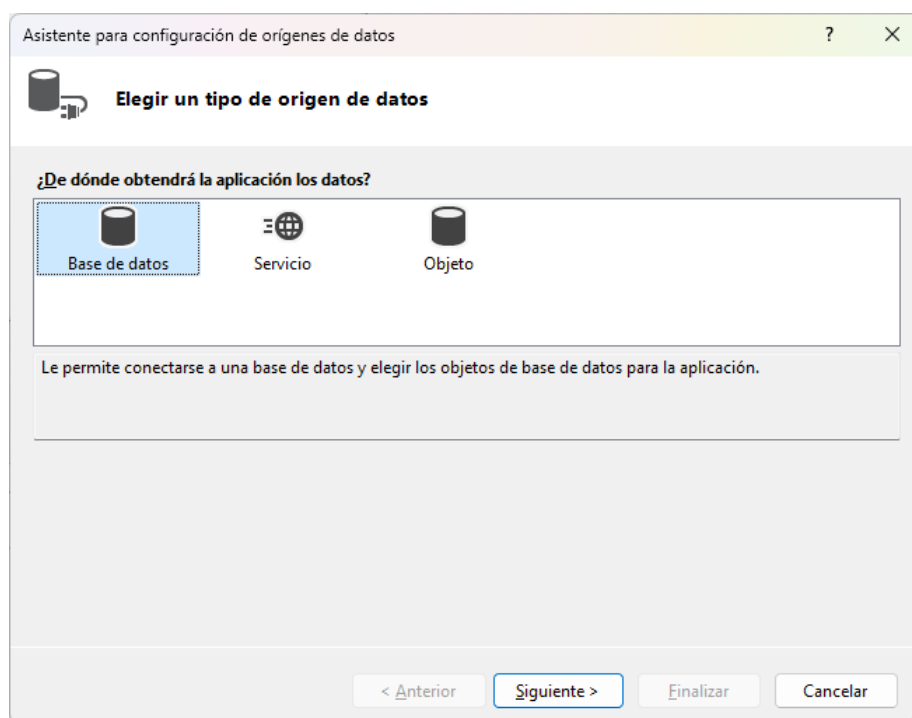 Asistente para configuración de orígenes de datos ?
Elegir un tipo de origen de datos
¿De dónde obtendrá la aplicación los datos?
Base de datos Servicio Objeto
Le permite conectarse a una base de datos y elegir los objetos de base de datos para la aplicación.
< Anterior Siguiente > Finalizar Cancelar